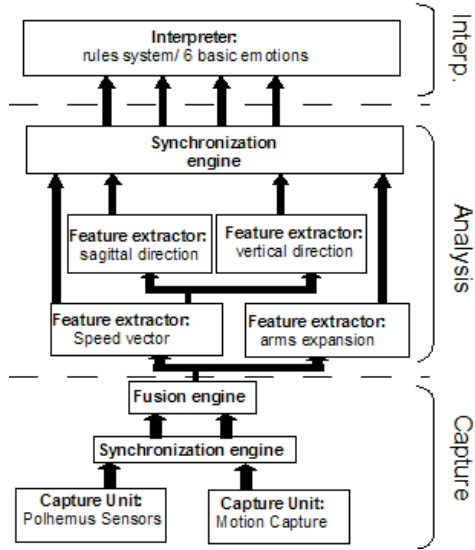 Interpreter:
rules system/ 6 basic emotions
Interp.
Synchronization
engine
Analysis
Feature extractor:
sagittal direction
Feature extractor:
vertical direction
Feature extractor:
Speed vector
Feature extractor:
arms expansion
Fusion engine
Capture
Synchronization engine
Capture Unit:
Polhemus Sensors
Capture Unit:
Motion Capture